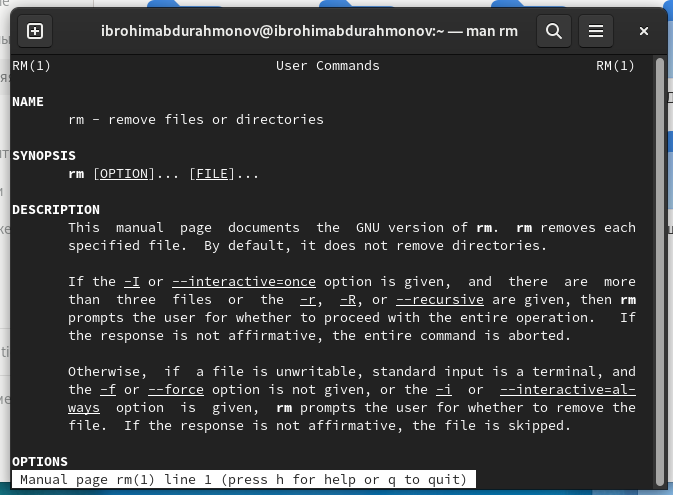 ibrohimabdurahmonov@ibrohimabdurahmonov:~ — man rm
RM(1) User Commands RM(1)
NAME
rm - remove files or directories
SYNOPSIS
rm [OPTION]... [FILE]...
DESCRIPTION
This manual page documents the GNU version of rm. rm removes each
specified file. By default, it does not remove directories.
If the -I or --interactive=once option is given, and there are more
than three files or the -r, -R, or --recursive are given, then rm
prompts the user for whether to proceed with the entire operation. If
the response is not affirmative, the entire command is aborted.
Otherwise, if a file is unwritable, standard input is a terminal, and
the -f or --force option is not given, or the -i or --interactive=al-
ways option is given, rm prompts the user for whether to remove the
file. If the response is not affirmative, the file is skipped.
OPTIONS
Manual page rm(1) line 1 (press h for help or q to quit)